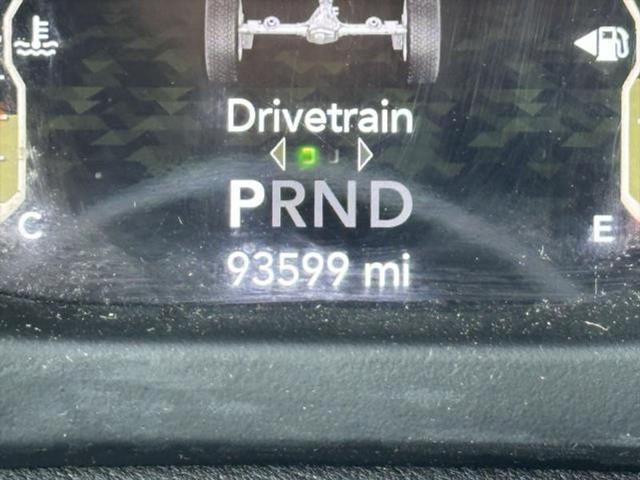 Drivetrain
PRND
C E
93599 mi